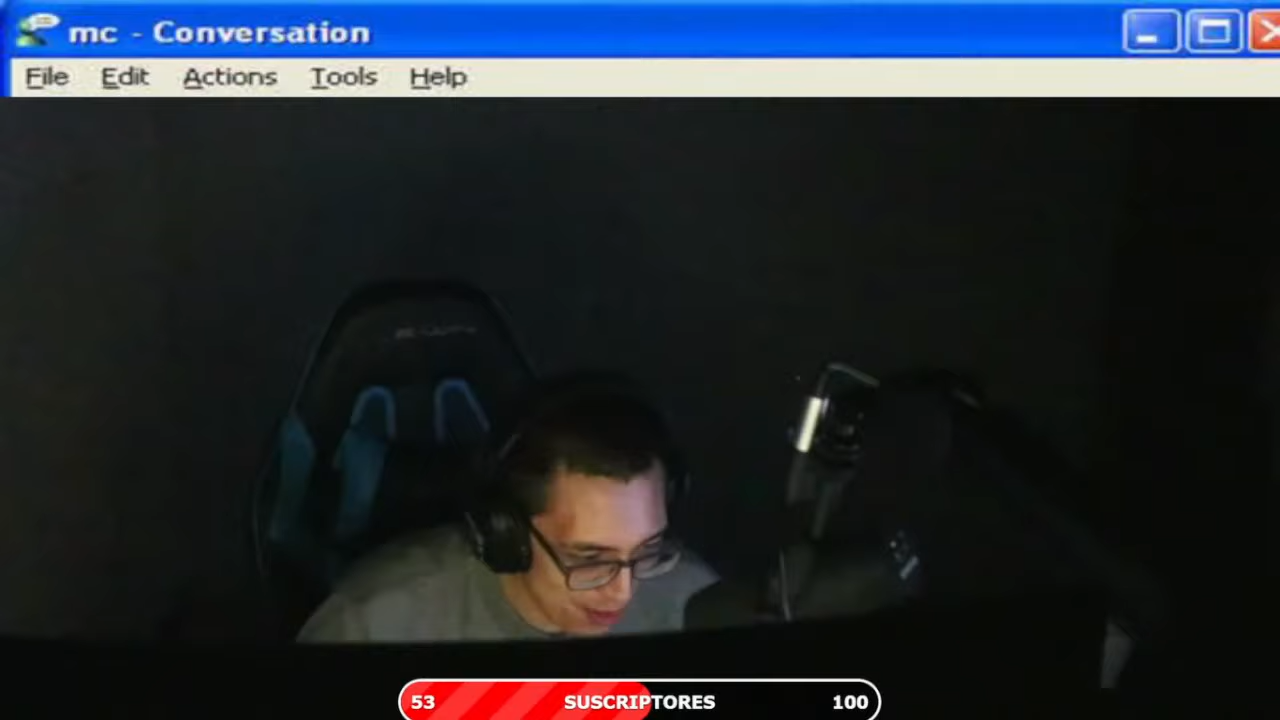 mc - Conversation
File Edit Actions Tools Help
53 SUSCRIPTORES 100